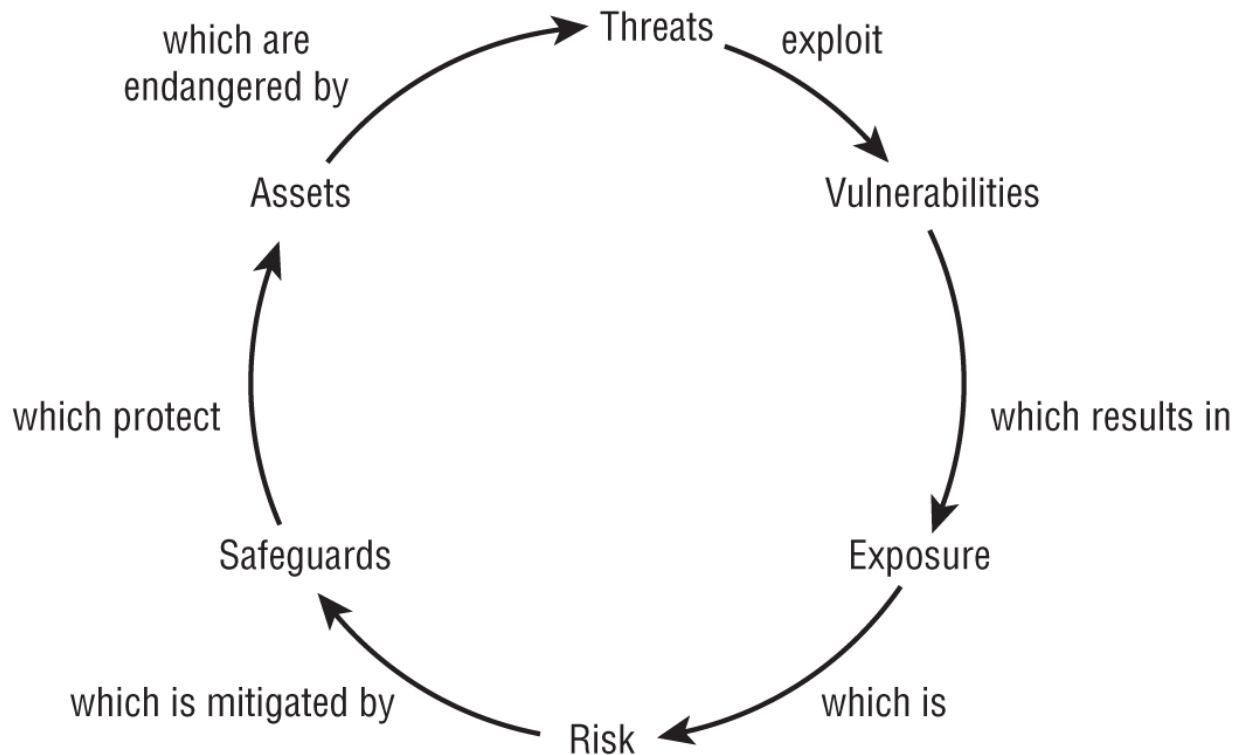 Threats
exploit
Vulnerabilities
which results in
Exposure
which is
Risk
which is mitigated by
Safeguards
which protect
Assets
which are
endangered by